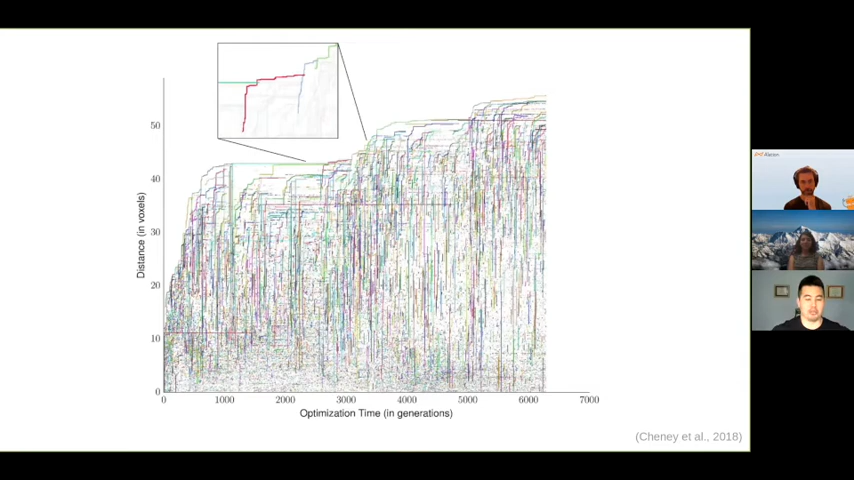 50
40
30
20
10
0
Distance (in voxels)
0 1000 2000 3000 4000 5000 6000 7000
Optimization Time (in generations)
(Cheney et al., 2018)